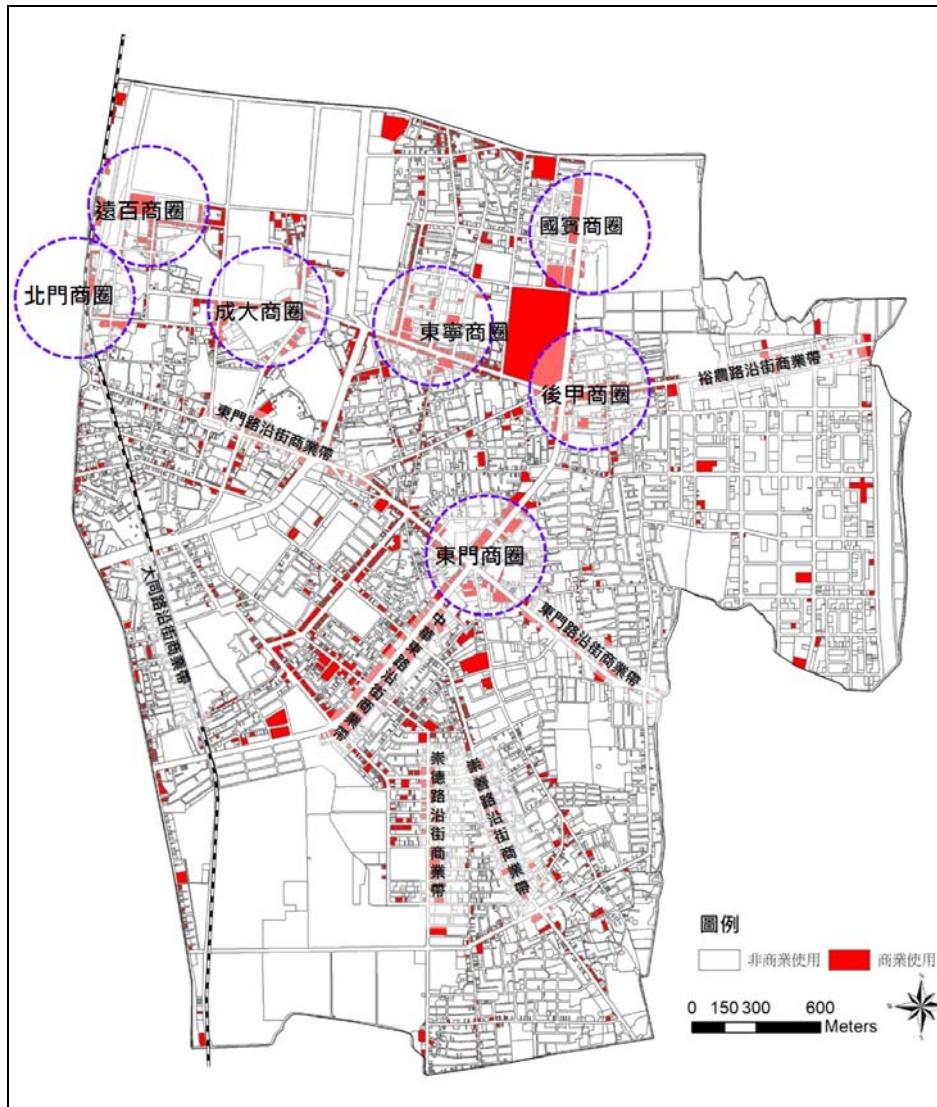 遠百商圈
國賓商圈
北門商圈
成大商圈
東寧商圈
後甲商圈
裕農路沿街商業帶
東門路沿街商業帶
東門商圈
大同路沿街商業帶
東門路沿街商業帶
中華東路沿街商業帶
崇德路沿街商業帶
崇善路沿街商業帶
圖例
非商業使用 商業使用
N
W E
S
0 150 300 600
Meters